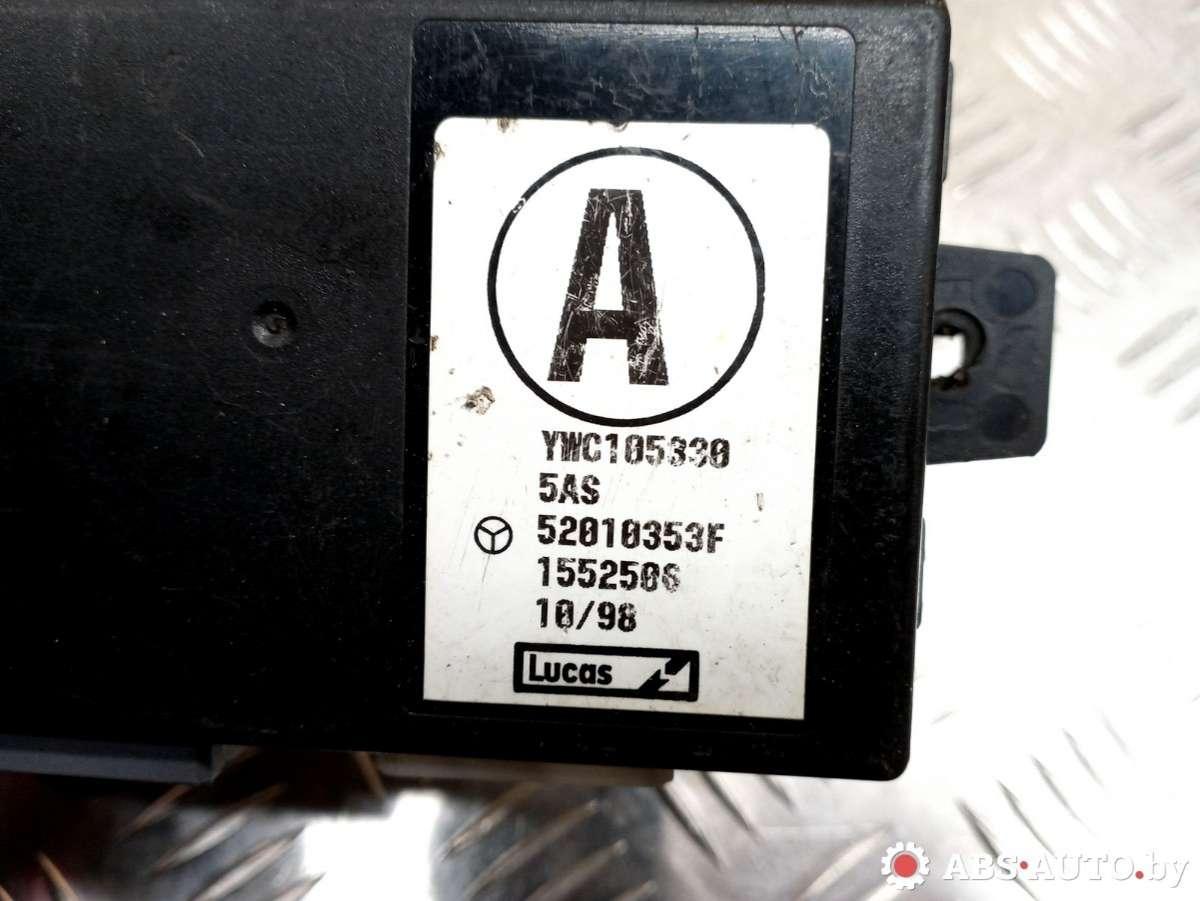 A
YWC105330
5AS
52010353F
1552506
10/98
Lucas
ABS-AUTO.by